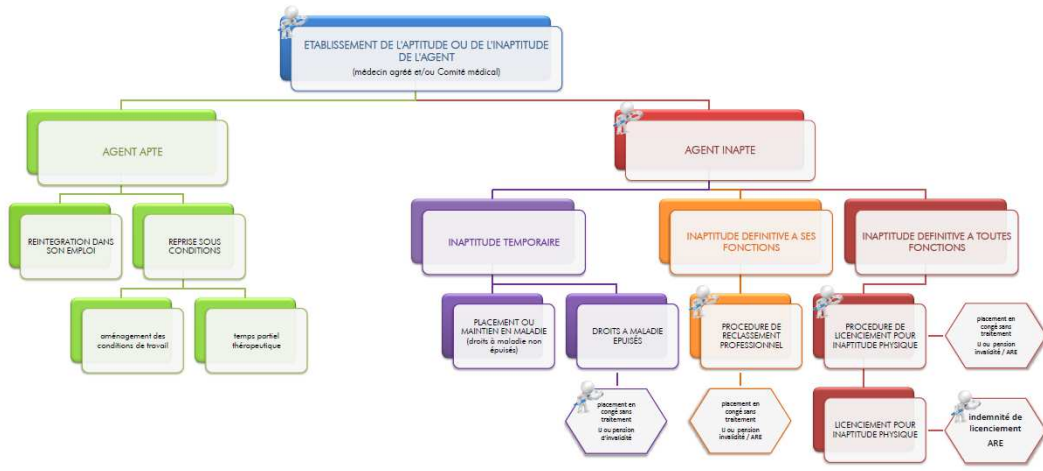 ETABLISSEMENT DE L'APTITUDE OU DE L'INAPTITUDE
DE L'AGENT
(médecin agréé et/ou Comité médical)
AGENT APTE
AGENT INAPTE
REINTEGRATION DANS
SON EMPLOI
REPRISE SOUS
CONDITIONS
INAPTITUDE TEMPORAIRE
INAPTITUDE DEFINITIVE A SES
FONCTIONS
INAPTITUDE DEFINITIVE A TOUTES
FONCTIONS
aménagement des
conditions de travail
temps partiel
thérapeutique
PLACEMENT OU
MAINTIEN EN MALADIE
(droits à maladie non
épuisés)
DROITS A MALADIE
EPUISÉS
PROCEDURE DE
RECLASSEMENT
PROFESSIONNEL
PROCEDURE DE
LICENCIEMENT POUR
INAPTITUDE PHYSIQUE
placement en
congé sans
traitement
IJ ou pension
invalidité / ARE
placement en
congé sans
traitement
IJ ou pension
d'invalidité
placement en
congé sans
traitement
IJ ou pension
invalidité / ARE
LICENCIEMENT POUR
INAPTITUDE PHYSIQUE
indemnité de
licenciement
ARE